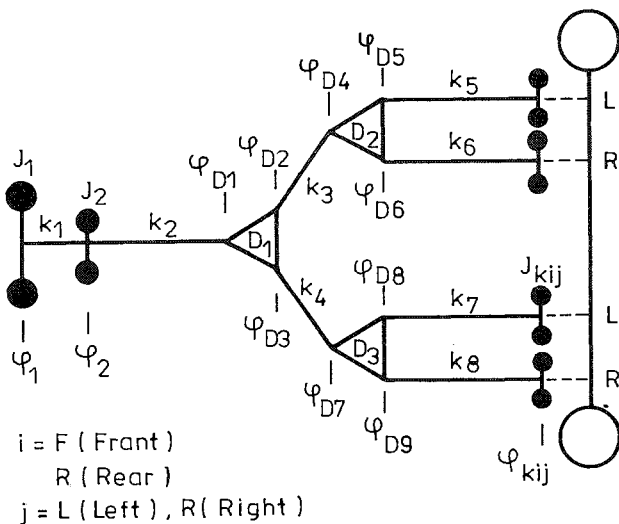 φD5
φD4
k5
L
D2
k6
R
J1
J2
φD1
φD2
k3
φD6
k1
k2
D1
φD8
Jkij
k4
k7
L
φD3
D3
k8
R
φ1
φ2
φD7
φD9
φkij
i = F ( Frant )
R ( Rear )
j = L ( Left ) , R ( Right )